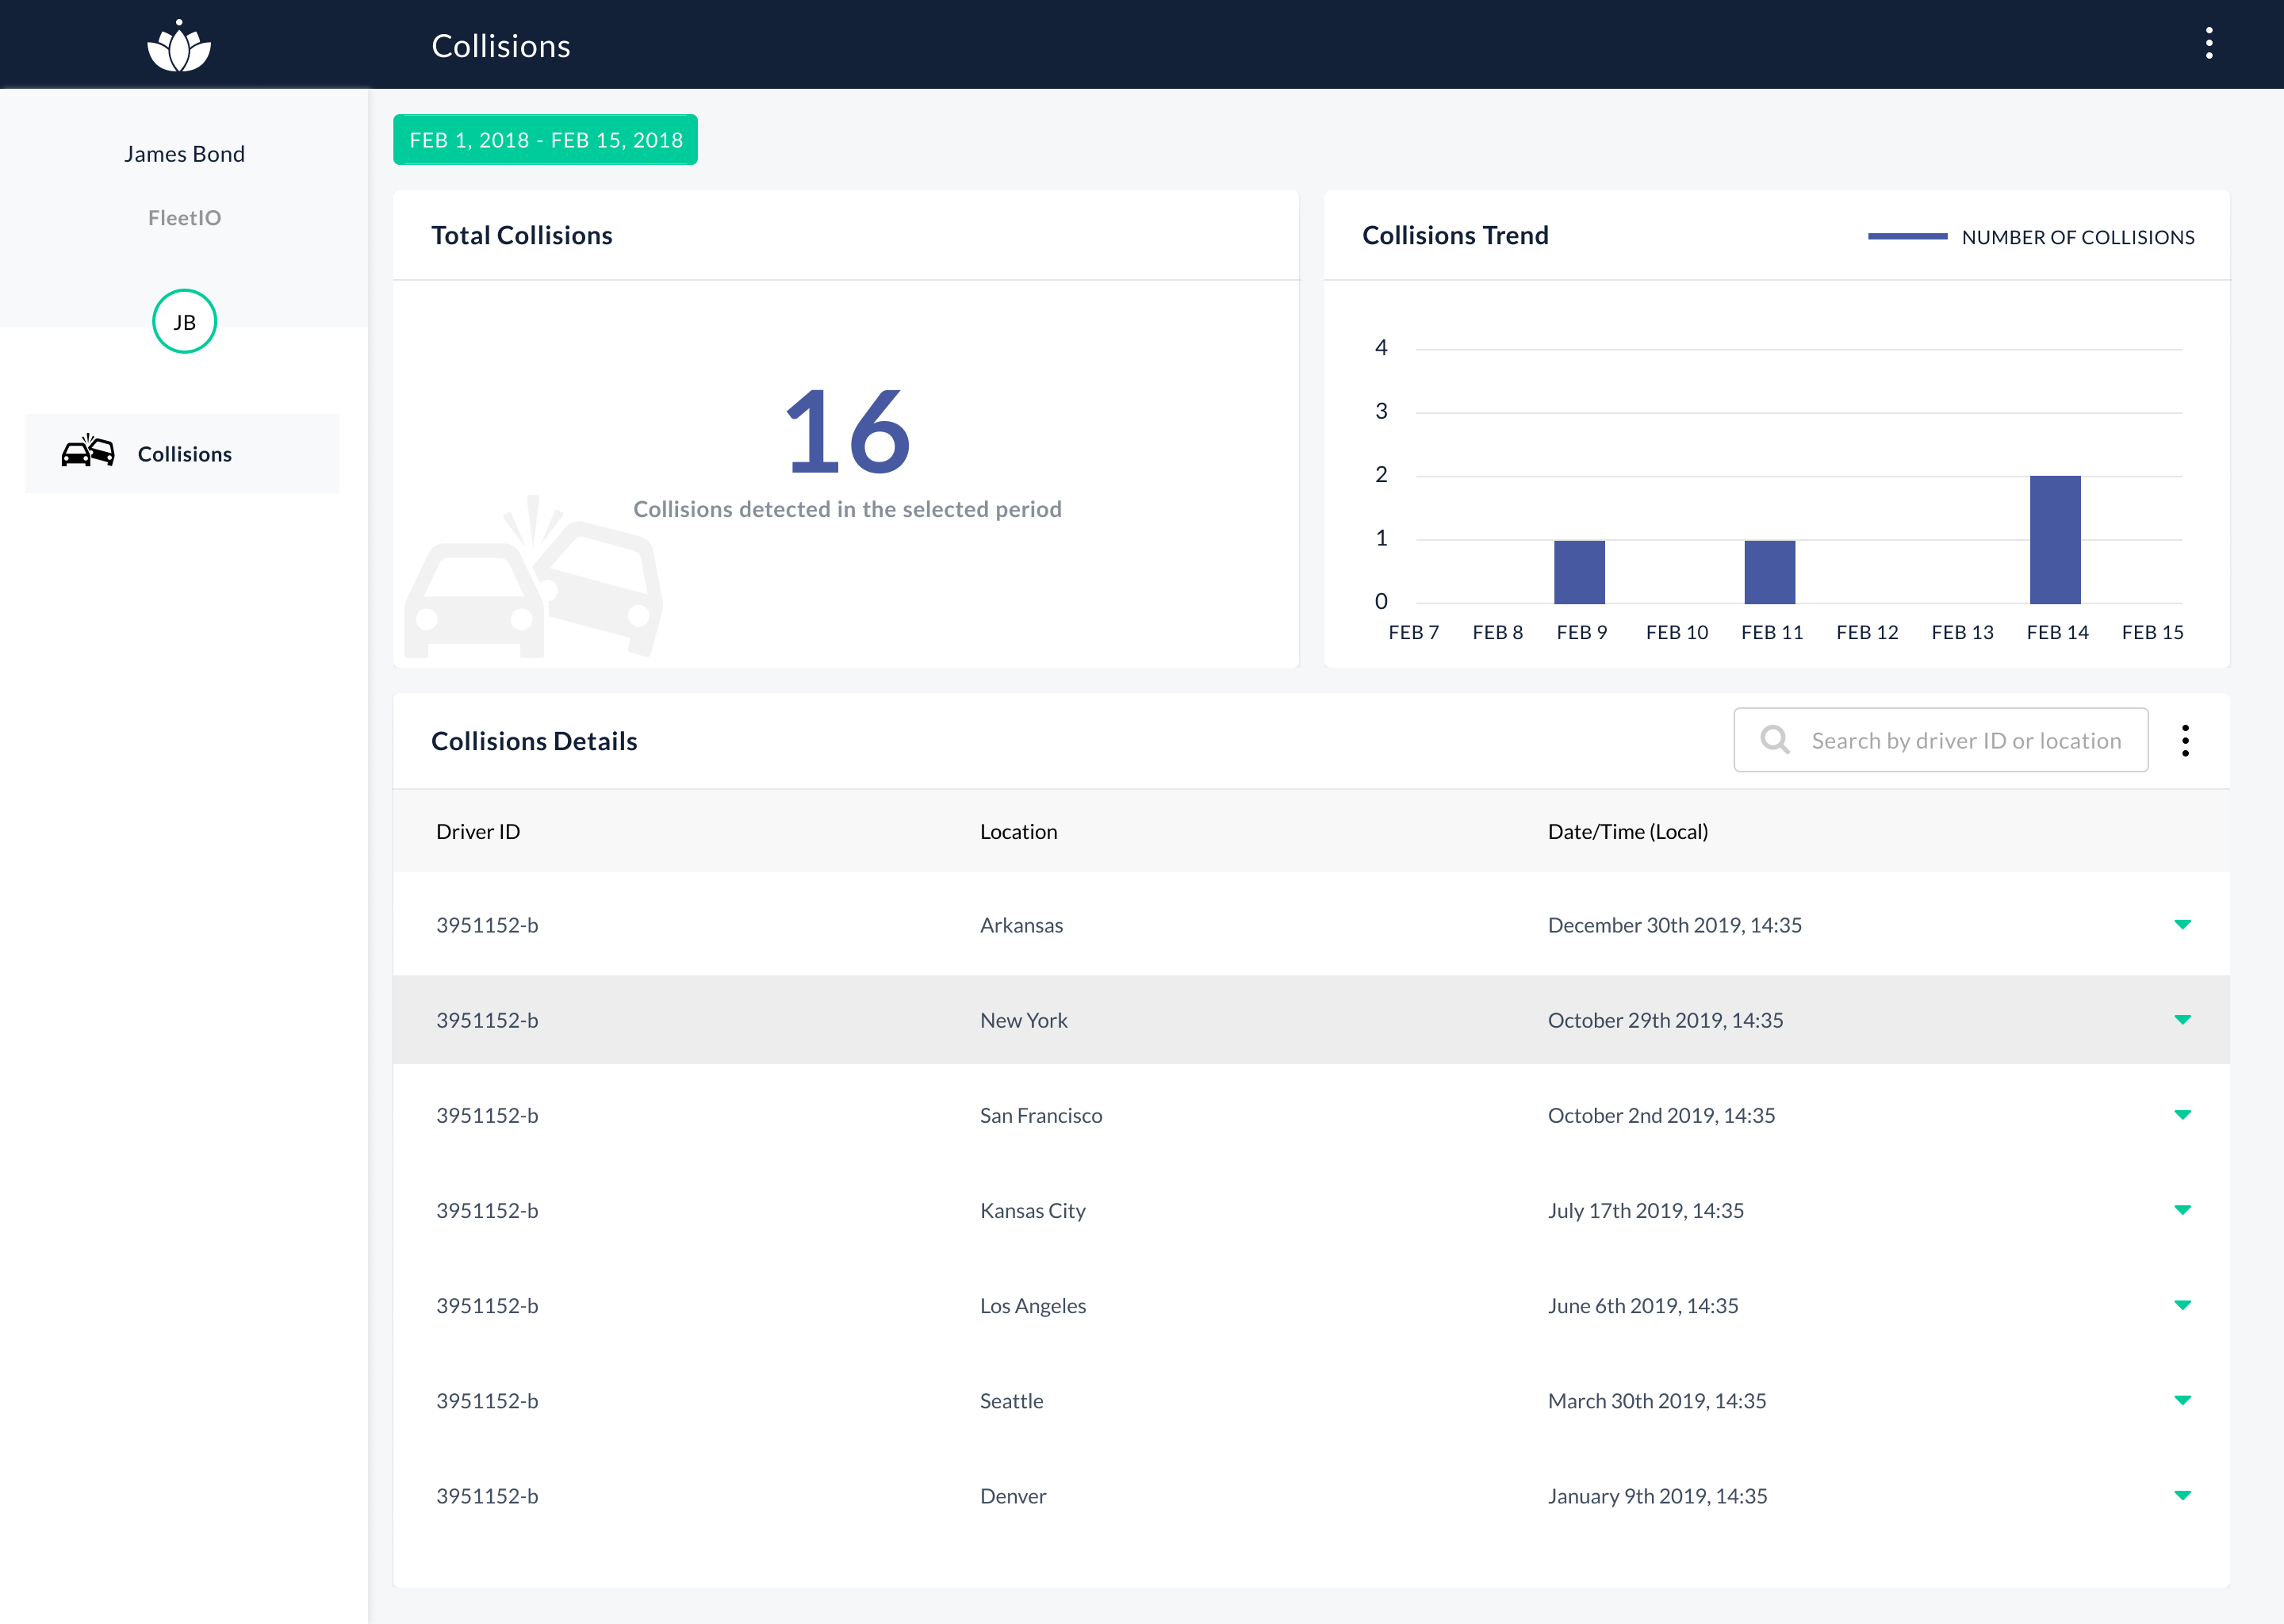 Collisions
James Bond
FleetIO
JB
Collisions
FEB 1, 2018 - FEB 15, 2018
Total Collisions
16
Collisions detected in the selected period
Collisions Trend
NUMBER OF COLLISIONS
4
3
2
1
0
FEB 7 FEB 8 FEB 9 FEB 10 FEB 11 FEB 12 FEB 13 FEB 14 FEB 15
Collisions Details
Search by driver ID or location
Driver ID Location Date/Time (Local)
3951152-b Arkansas December 30th 2019, 14:35
3951152-b New York October 29th 2019, 14:35
3951152-b San Francisco October 2nd 2019, 14:35
3951152-b Kansas City July 17th 2019, 14:35
3951152-b Los Angeles June 6th 2019, 14:35
3951152-b Seattle March 30th 2019, 14:35
3951152-b Denver January 9th 2019, 14:35